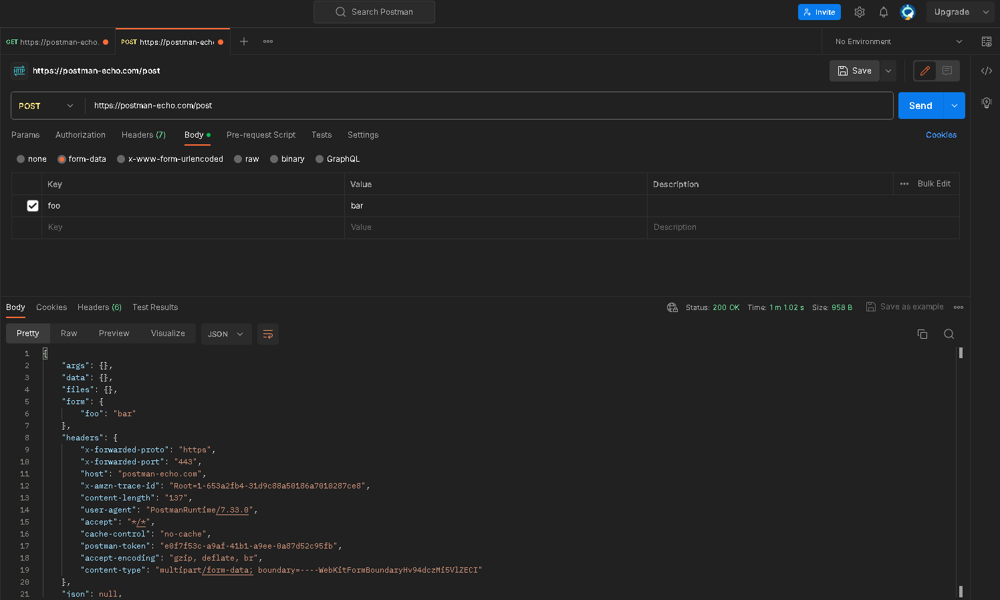 Search Postman
Invite
Upgrade
GET https://postman-echo.
POST https://postman-ech
No Environment
HTTP https://postman-echo.com/post
Save
POST https://postman-echo.com/post
Send
Params Authorization Headers (7) Body Pre-request Script Tests Settings
Cookies
none form-data x-www-form-urlencoded raw binary GraphQL
Key Value Description Bulk Edit
foo bar
Key Value Description
Body Cookies Headers (6) Test Results
Status: 200 OK Time: 1 m 1.02 s Size: 958 B Save as example
Pretty Raw Preview Visualize JSON
1 {
2 "args": {},
3 "data": {},
4 "files": {},
5 "form": {
6 "foo": "bar"
7 },
8 "headers": {
9 "x-forwarded-proto": "https",
10 "x-forwarded-port": "443",
11 "host": "postman-echo.com",
12 "x-amzn-trace-id": "Root=1-653a2fb4-31d9c88a50186a7010287ce8",
13 "content-length": "137",
14 "user-agent": "PostmanRuntime/7.33.0",
15 "accept": "*/*",
16 "cache-control": "no-cache",
17 "postman-token": "e0f7f53c-a9af-41b1-a9ee-0a87d52c95fb",
18 "accept-encoding": "gzip, deflate, br",
19 "content-type": "multipart/form-data; boundary=----WebKitFormBoundaryHv94dczMi5VlZECI"
20 },
21 "json": null,